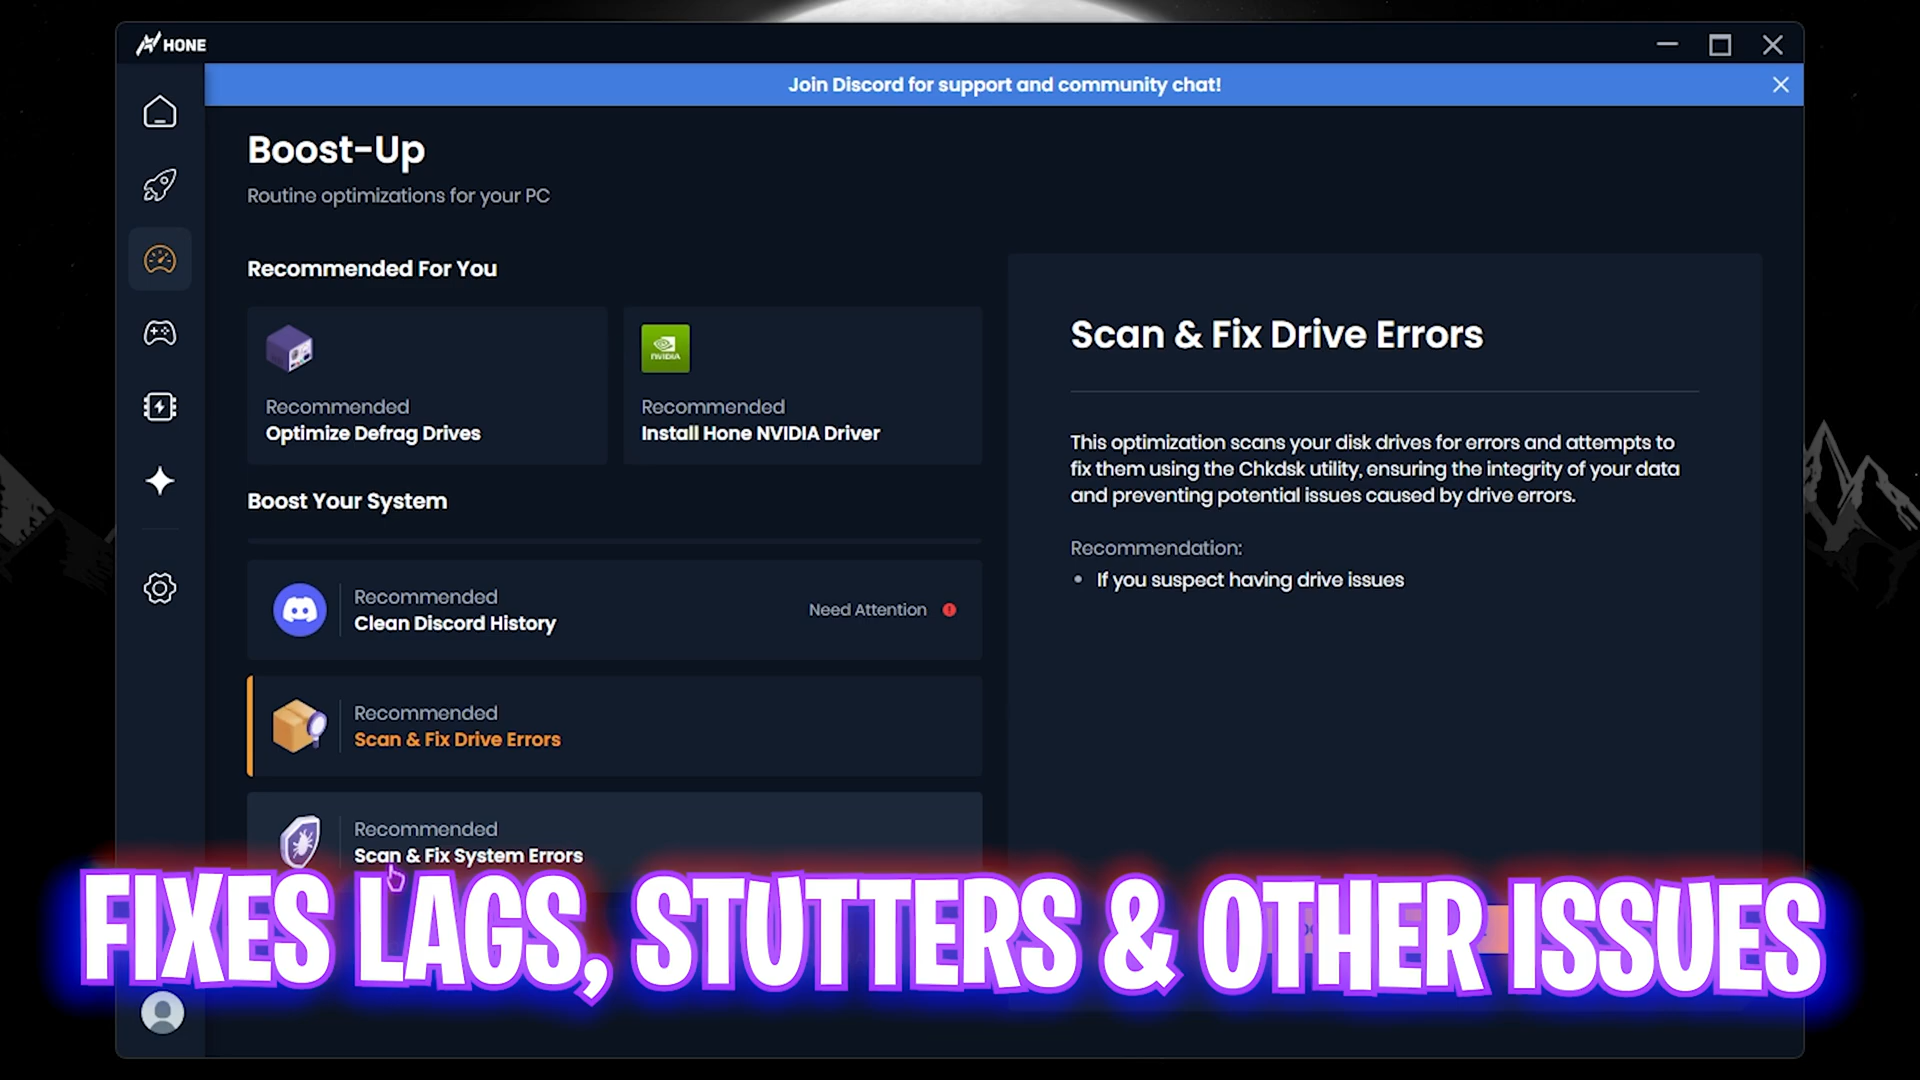 HONE
Join Discord for support and community chat!
Boost-Up
Routine optimizations for your PC
Recommended For You
Recommended
Optimize Defrag Drives
NVIDIA
Recommended
Install Hone NVIDIA Driver
Boost Your System
Recommended
Clean Discord History
Need Attention
Recommended
Scan & Fix Drive Errors
Recommended
Scan & Fix System Errors
Scan & Fix Drive Errors
This optimization scans your disk drives for errors and attempts to
fix them using the Chkdsk utility, ensuring the integrity of your data
and preventing potential issues caused by drive errors.
Recommendation:
• If you suspect having drive issues
FIXES LAGS, STUTTERS & OTHER ISSUES